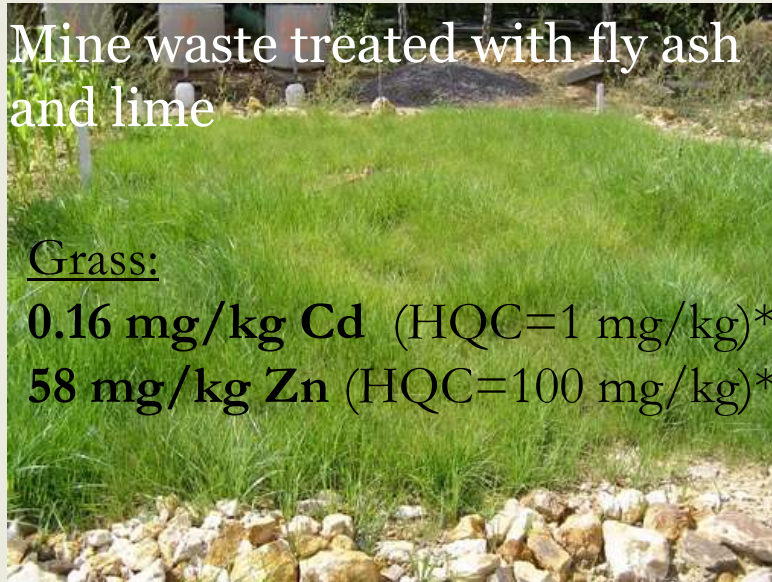 Mine waste treated with fly ash
and lime
Grass:
0.16 mg/kg Cd (HQC=1 mg/kg)*
58 mg/kg Zn (HQC=100 mg/kg)*